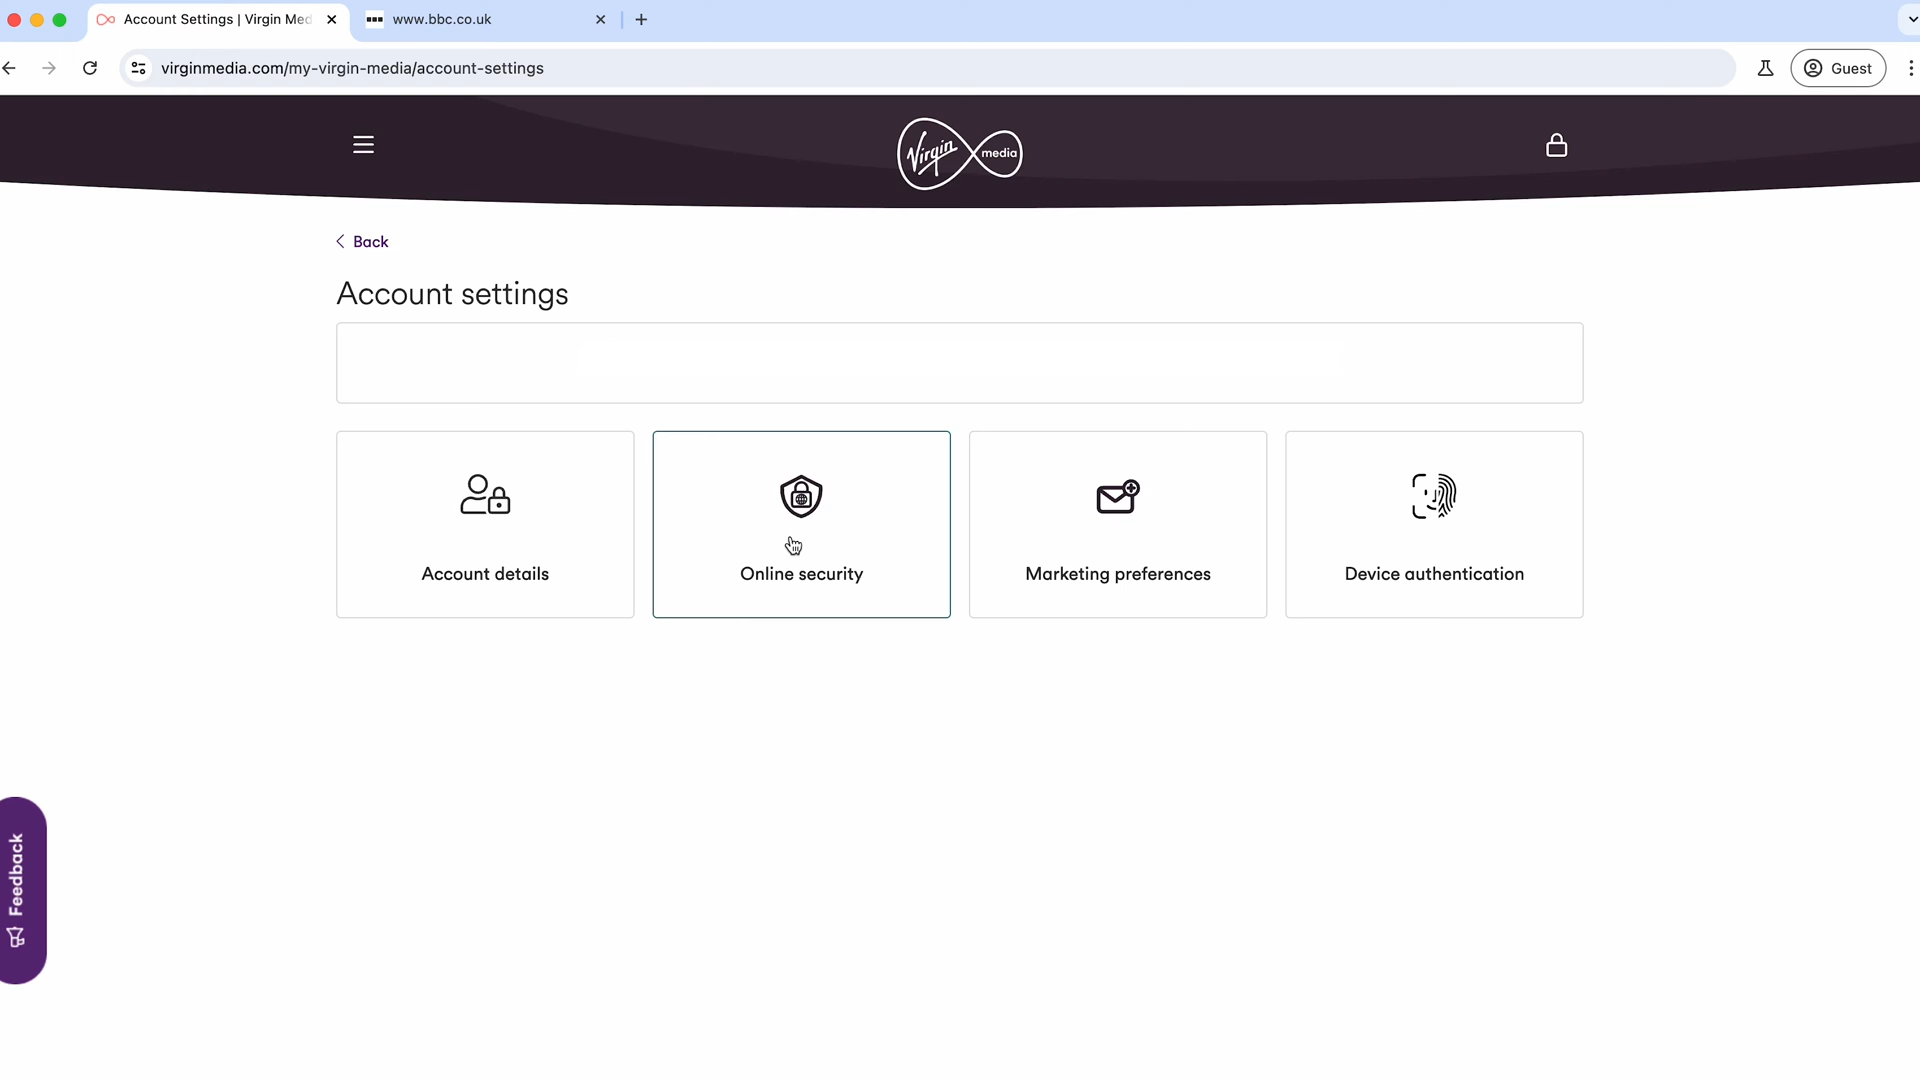 Account Settings | Virgin Med
www.bbc.co.uk
virginmedia.com/my-virgin-media/account-settings
Guest
Virgin media
Back
Account settings
Account details
Online security
Marketing preferences
Device authentication
Feedback